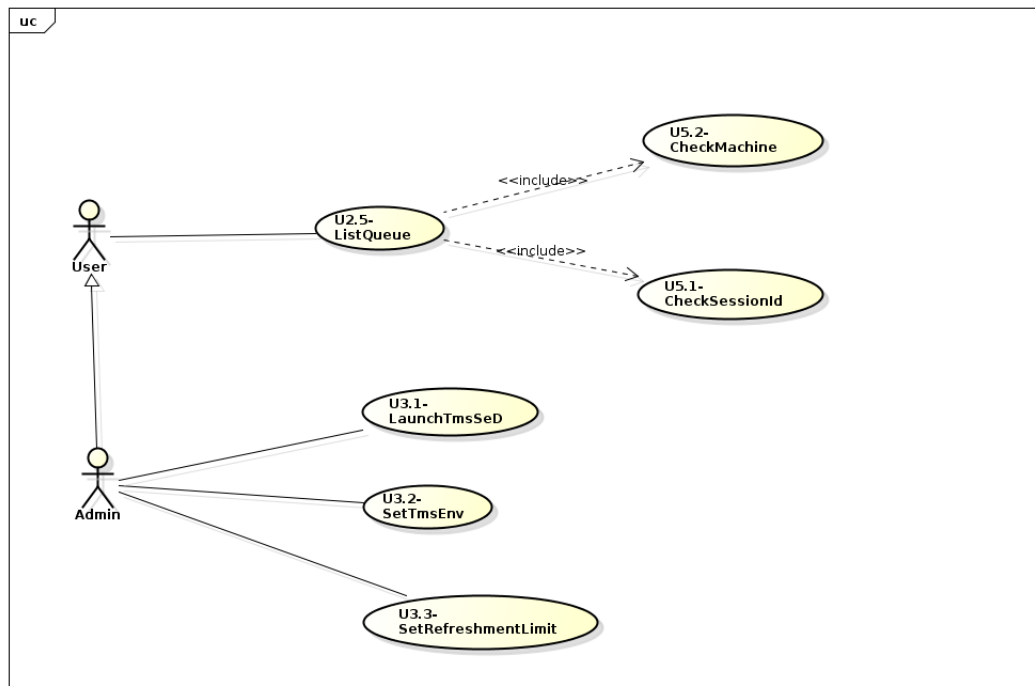 uc
U5.2-
CheckMachine
<<include>>
U2.5-
ListQueue
User
<<include>>
U5.1-
CheckSessionId
U3.1-
LaunchTmsSeD
Admin
U3.2-
SetTmsEnv
U3.3-
SetRefreshmentLimit